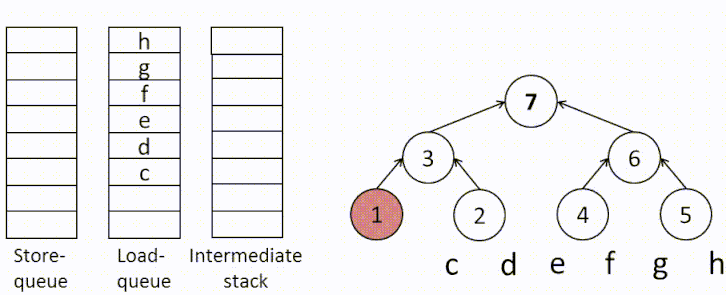 h
g
f
e
d
c
Store-
queue
Load-
queue
Intermediate
stack
7
3
6
1
2
4
5
c d e f g h